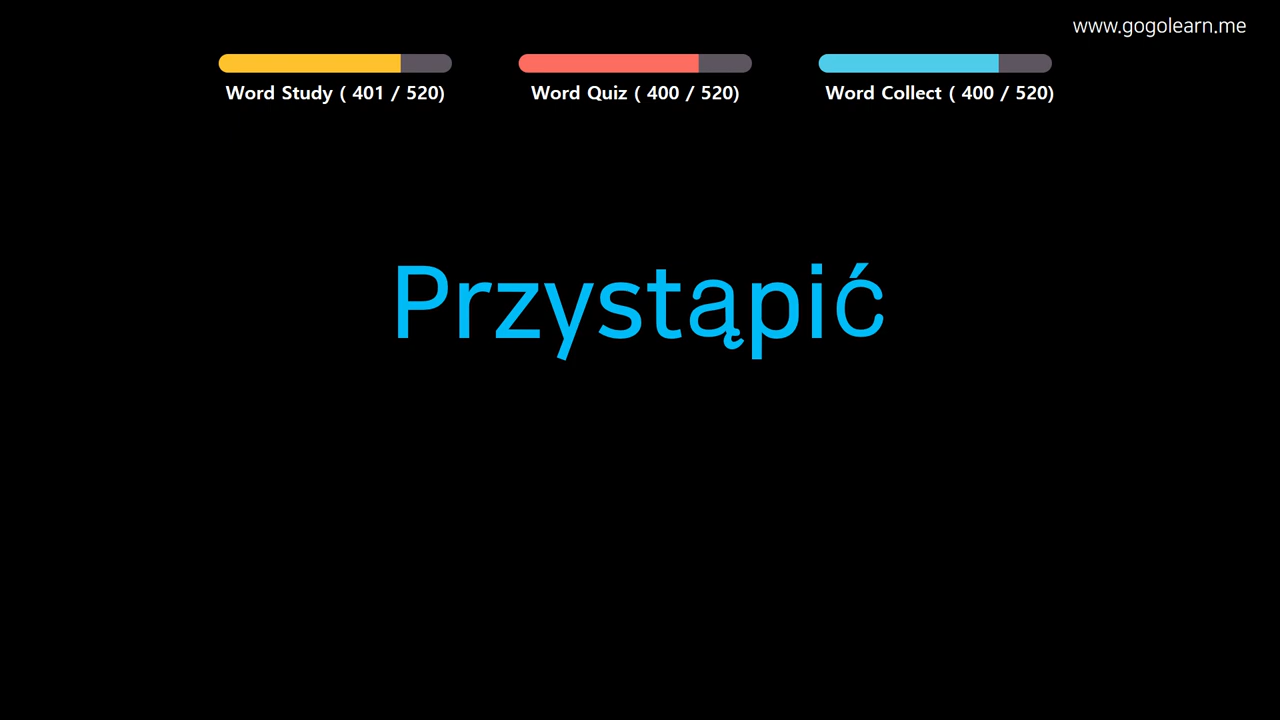 www.gogolearn.me
Word Study ( 401 / 520)
Word Quiz ( 400 / 520)
Word Collect ( 400 / 520)
Przystąpić